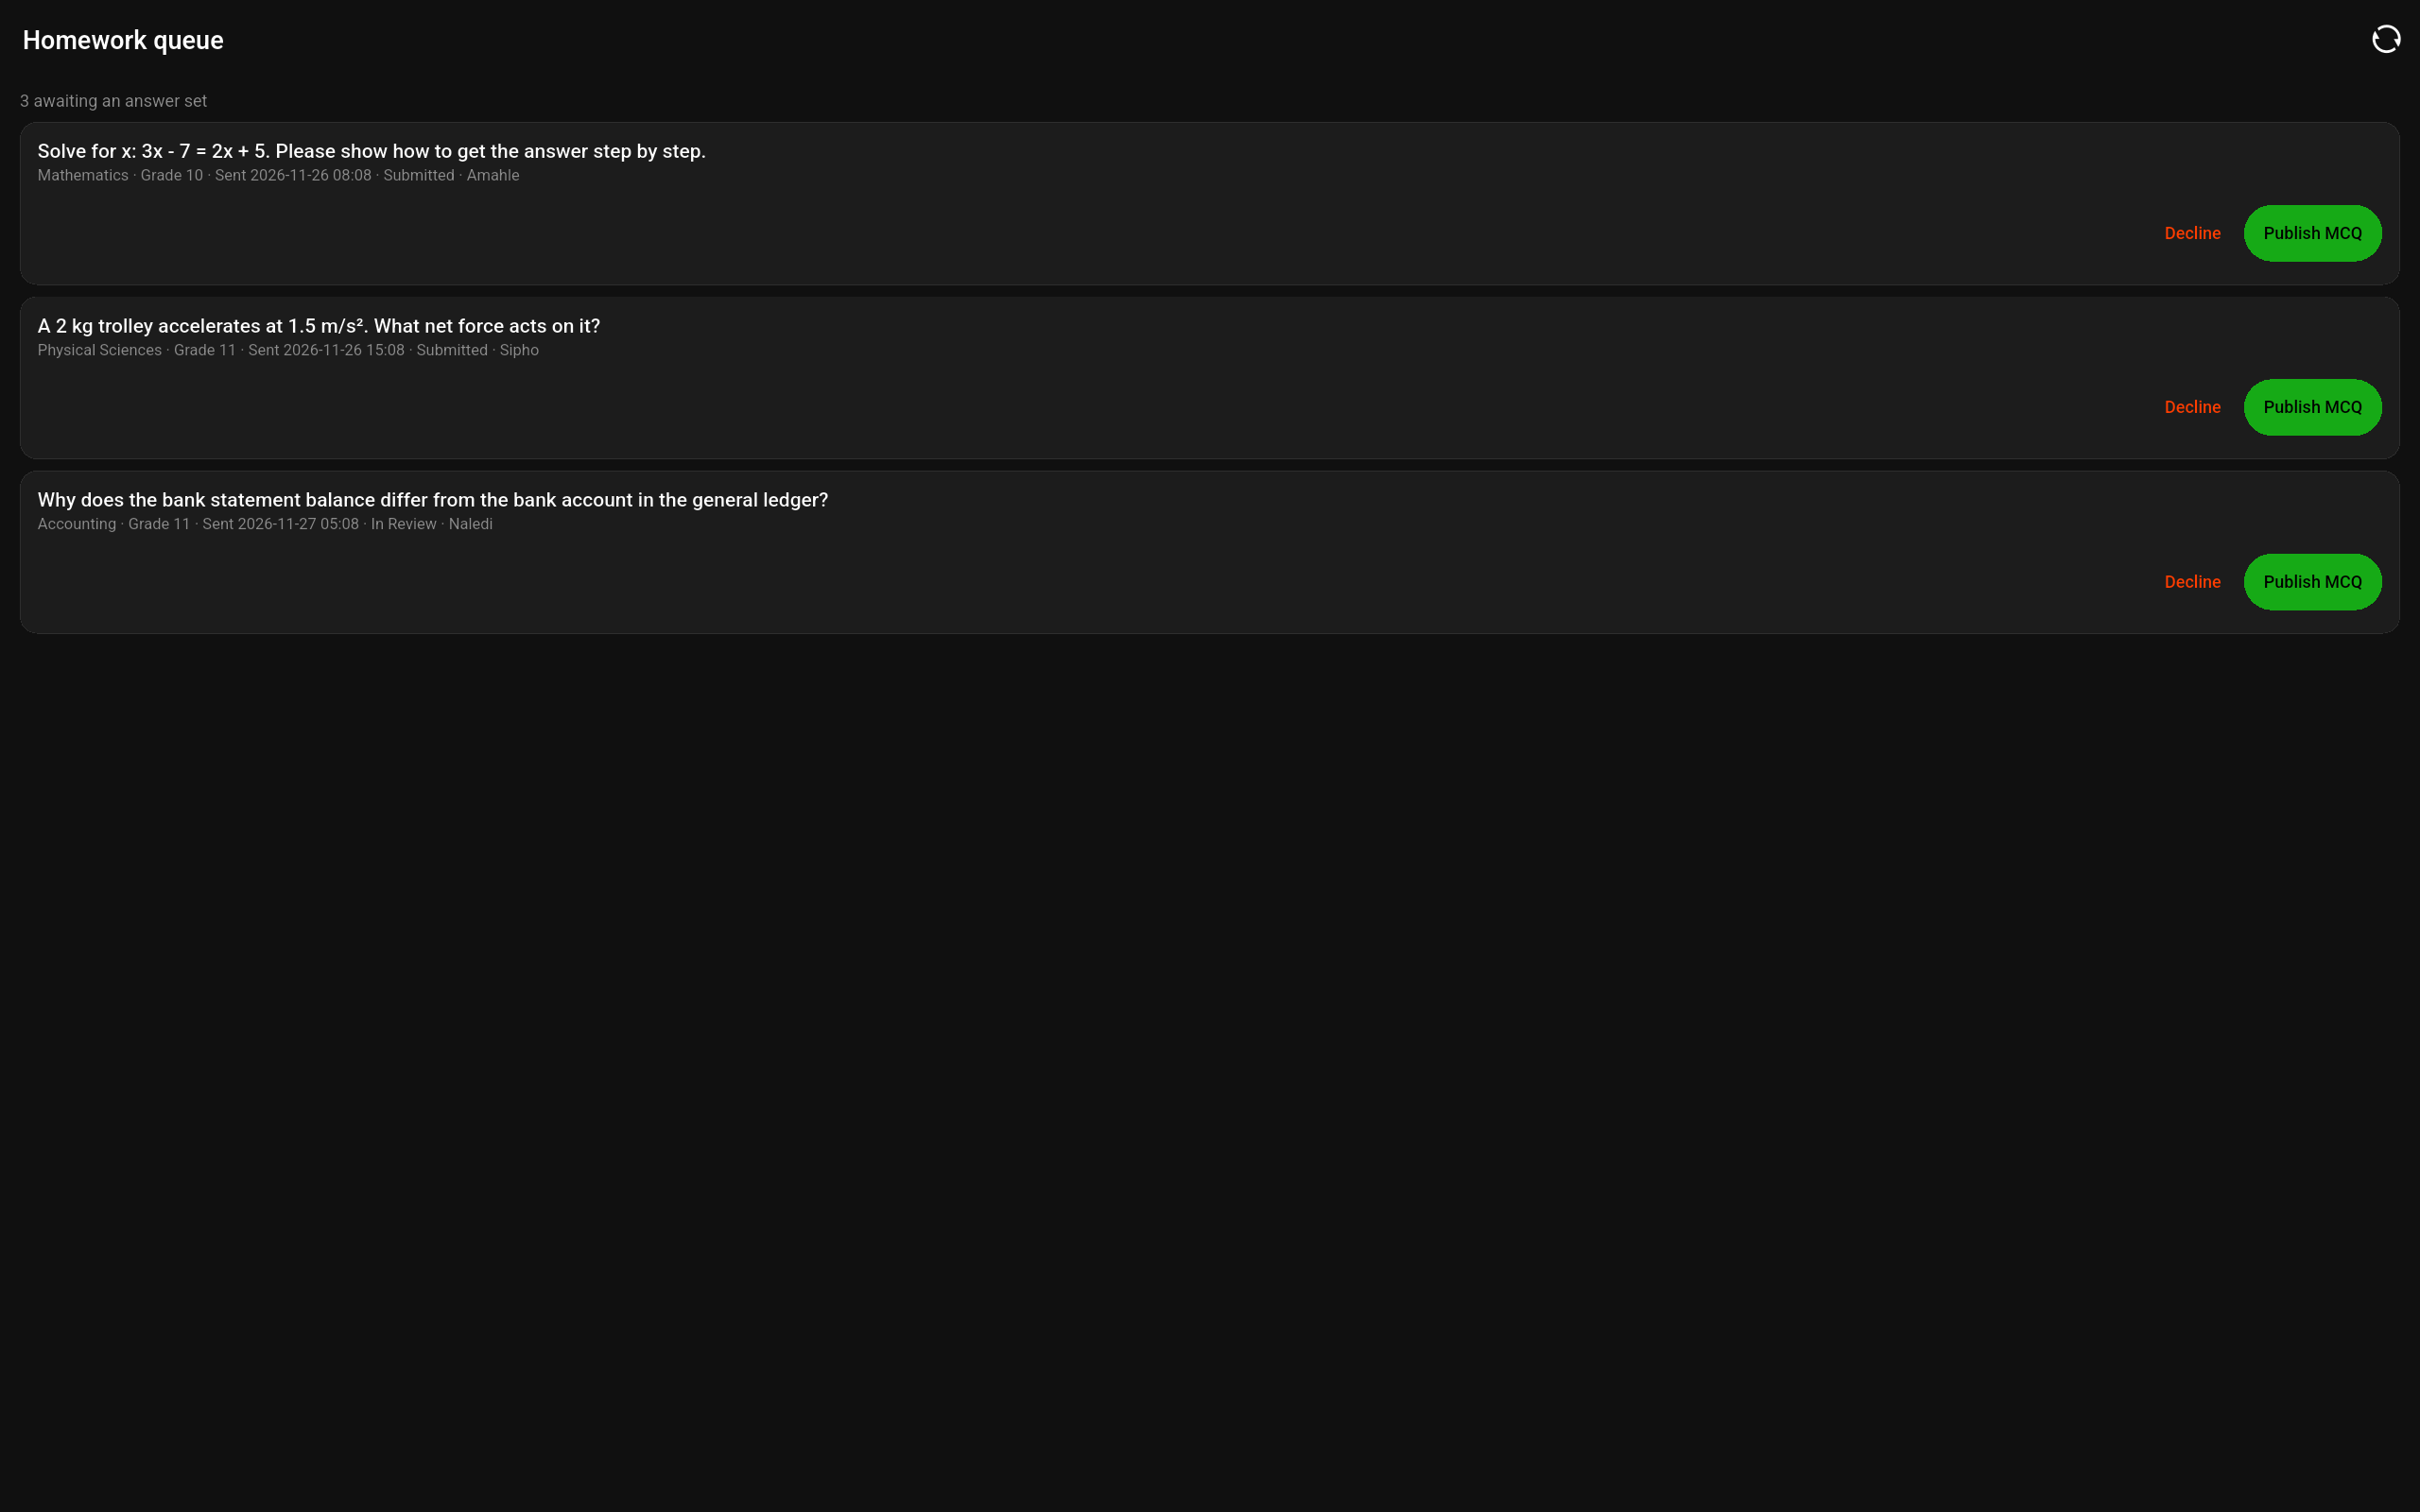 Homework queue
3 awaiting an answer set
Solve for x: 3x - 7 = 2x + 5. Please show how to get the answer step by step.
Mathematics · Grade 10 · Sent 2026-11-26 08:08 · Submitted · Amahle
Decline
Publish MCQ
A 2 kg trolley accelerates at 1.5 m/s². What net force acts on it?
Physical Sciences · Grade 11 · Sent 2026-11-26 15:08 · Submitted · Sipho
Decline
Publish MCQ
Why does the bank statement balance differ from the bank account in the general ledger?
Accounting · Grade 11 · Sent 2026-11-27 05:08 · In Review · Naledi
Decline
Publish MCQ